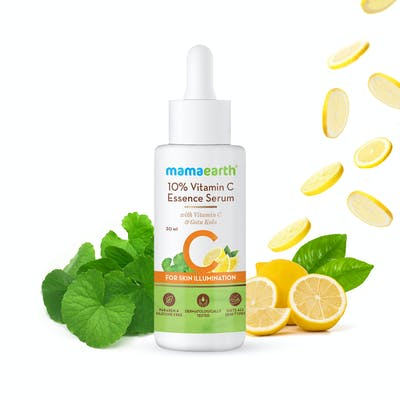 mamaearth
10% Vitamin C
Essence Serum
with Vitamin C
& Gotu Kola
30 ml
C
FOR SKIN ILLUMINATION
DERMATOLOGICALLY
TESTED